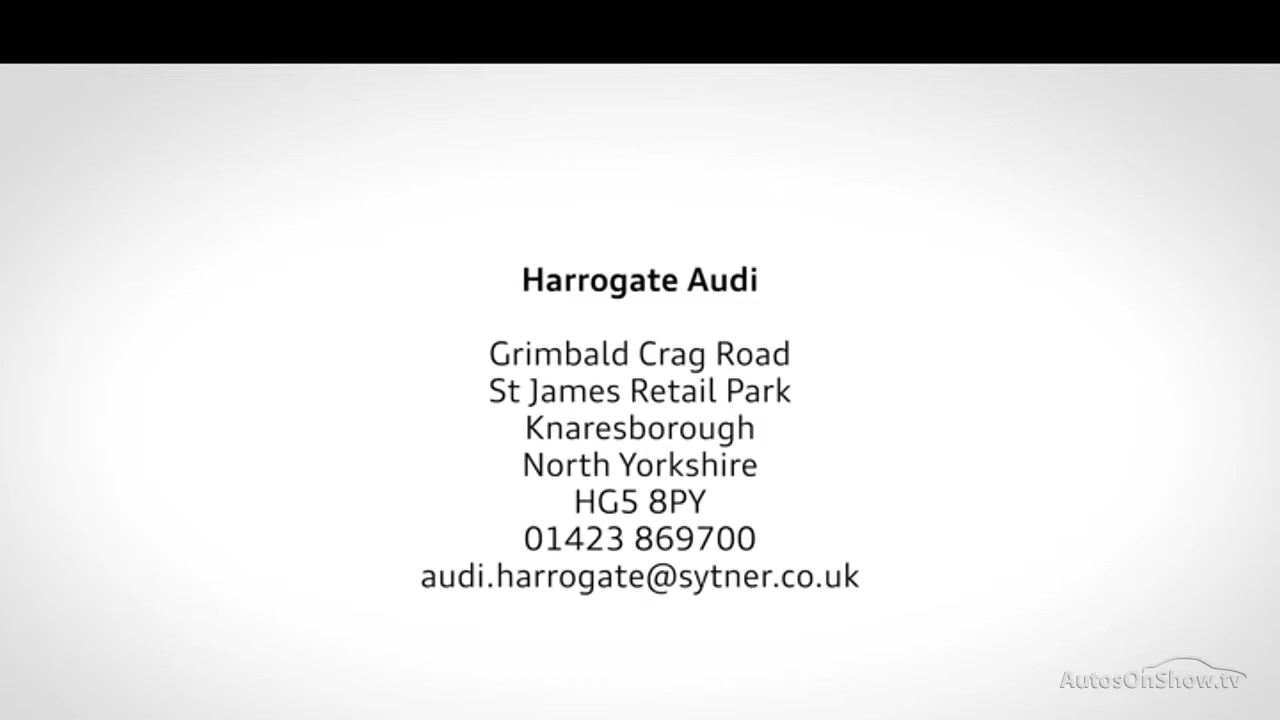 Harrogate Audi
Grimbald Crag Road
St James Retail Park
Knaresborough
North Yorkshire
HG5 8PY
01423 869700
audi.harrogate@sytner.co.uk
AutosOnShow.tv